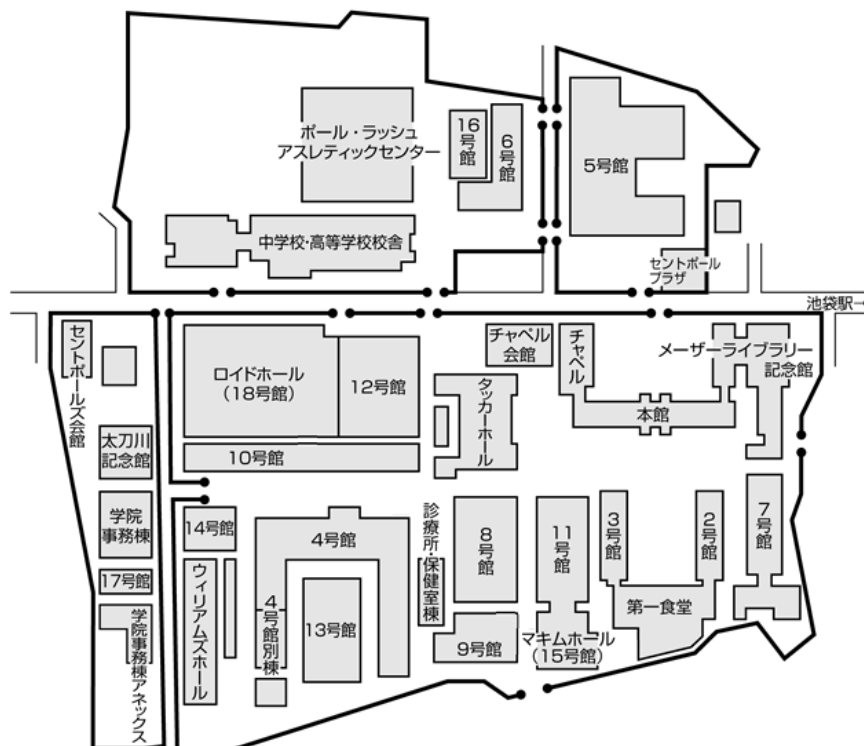 ポール・ラッシュ
アスレティックセンター
16号館
6号館
5号館
中学校・高等学校校舎
セントポール
プラザ
池袋駅→
セントポールズ会館
ロイドホール
(18号館)
12号館
チャペル
会館
チャペル
メーザーライブラリー
記念館
本館
タッカーホール
太刀川
記念館
10号館
学院
事務棟
14号館
4号館
診療所・保健室棟
8号館
11号館
3号館
2号館
7号館
17号館
ウィリアムズホール
4号館別棟
13号館
第一食堂
学院事務棟アネックス
9号館
マキムホール
(15号館)